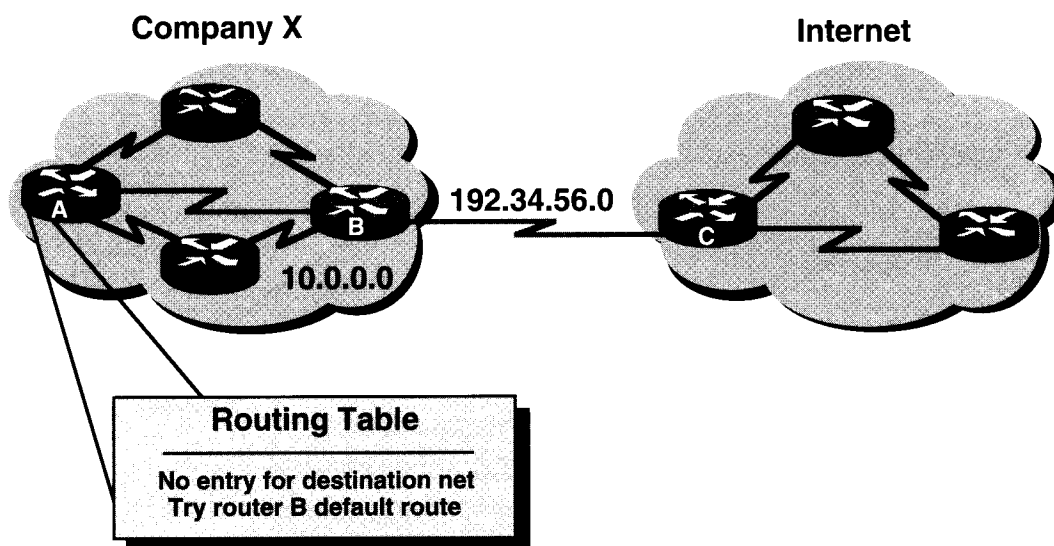 Company X
Internet
A
B
192.34.56.0
C
10.0.0.0
Routing Table
No entry for destination net
Try router B default route